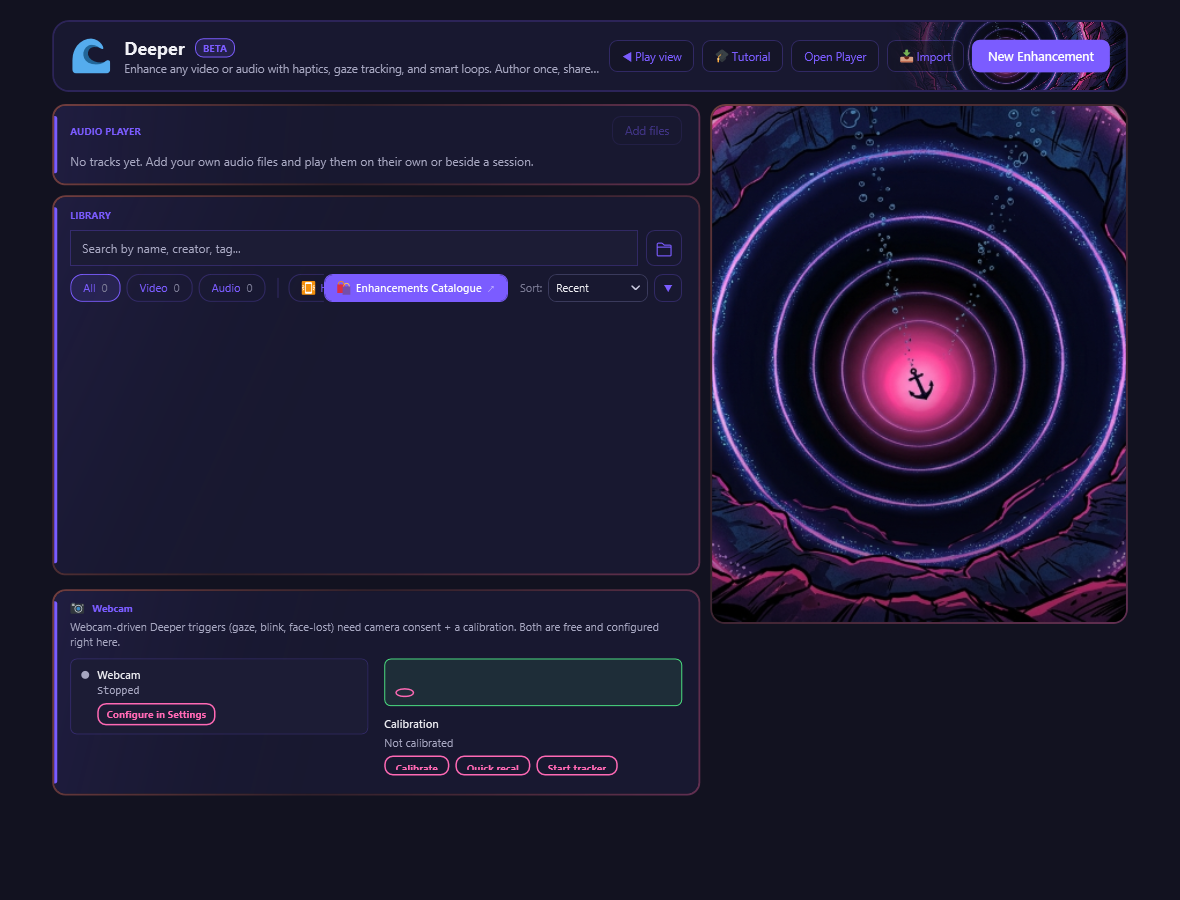 Deeper BETA
Enhance any video or audio with haptics, gaze tracking, and smart loops. Author once, share...
◀ Play view
Tutorial
Open Player
Import
New Enhancement
AUDIO PLAYER
Add files
No tracks yet. Add your own audio files and play them on their own or beside a session.
LIBRARY
Search by name, creator, tag...
All 0
Video 0
Audio 0
Enhancements Catalogue ↗
Sort:
Recent
▼
Webcam
Webcam-driven Deeper triggers (gaze, blink, face-lost) need camera consent + a calibration. Both are free and configured
right here.
Webcam
Stopped
Configure in Settings
Calibration
Not calibrated
Calibrate
Quick recal
Start tracker